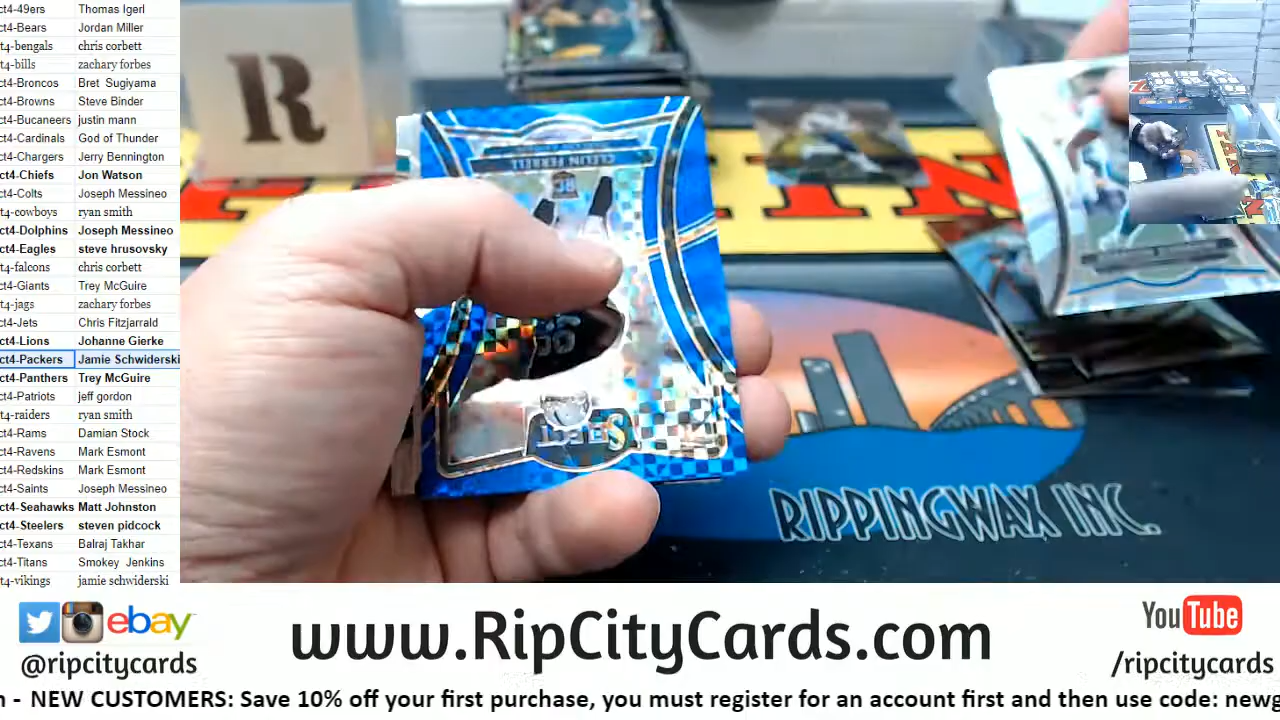 ct4-49ers Thomas Igerl
ct4-Bears Jordan Miller
t4-bengals chris corbett
t4-bills zachary forbes
ct4-Broncos Bret Sugiyama
ct4-Browns Steve Binder
ct4-Bucaneers justin mann
ct4-Cardinals God of Thunder
ct4-Chargers Jerry Bennington
ct4-Chiefs Jon Watson
ct4-Colts Joseph Messineo
ct4-cowboys ryan smith
ct4-Dolphins Joseph Messineo
ct4-Eagles steve hrusovsky
ct4-falcons chris corbett
ct4-Giants Trey McGuire
ct4-jags zachary forbes
ct4-Jets Chris Fitzjarrald
ct4-Lions Johanne Gierke
ct4-Packers Jamie Schwiderski
ct4-Panthers Trey McGuire
ct4-Patriots jeff gordon
ct4-raiders ryan smith
ct4-Rams Damian Stock
ct4-Ravens Mark Esmont
ct4-Redskins Mark Esmont
ct4-Saints Joseph Messineo
ct4-Seahawks Matt Johnston
ct4-Steelers steven pidcock
ct4-Texans Balraj Takhar
ct4-Titans Smokey Jenkins
t4-vikings jamie schwiderski
R
CLELIN FERRELL
RC
SELECT
RIPPINGWAX INC.
ebay
@ripcitycards
www.RipCityCards.com
YouTube
/ripcitycards
n - NEW CUSTOMERS: Save 10% off your first purchase, you must register for an account first and then use code: newg